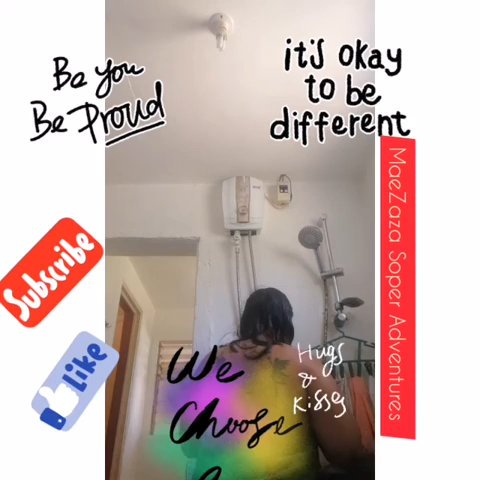 Be you
Be Proud
it's okay
to be
different
Subscribe
Like
MaeZaza Soper Adventures
We
Choose
Hugs
&
Kisses